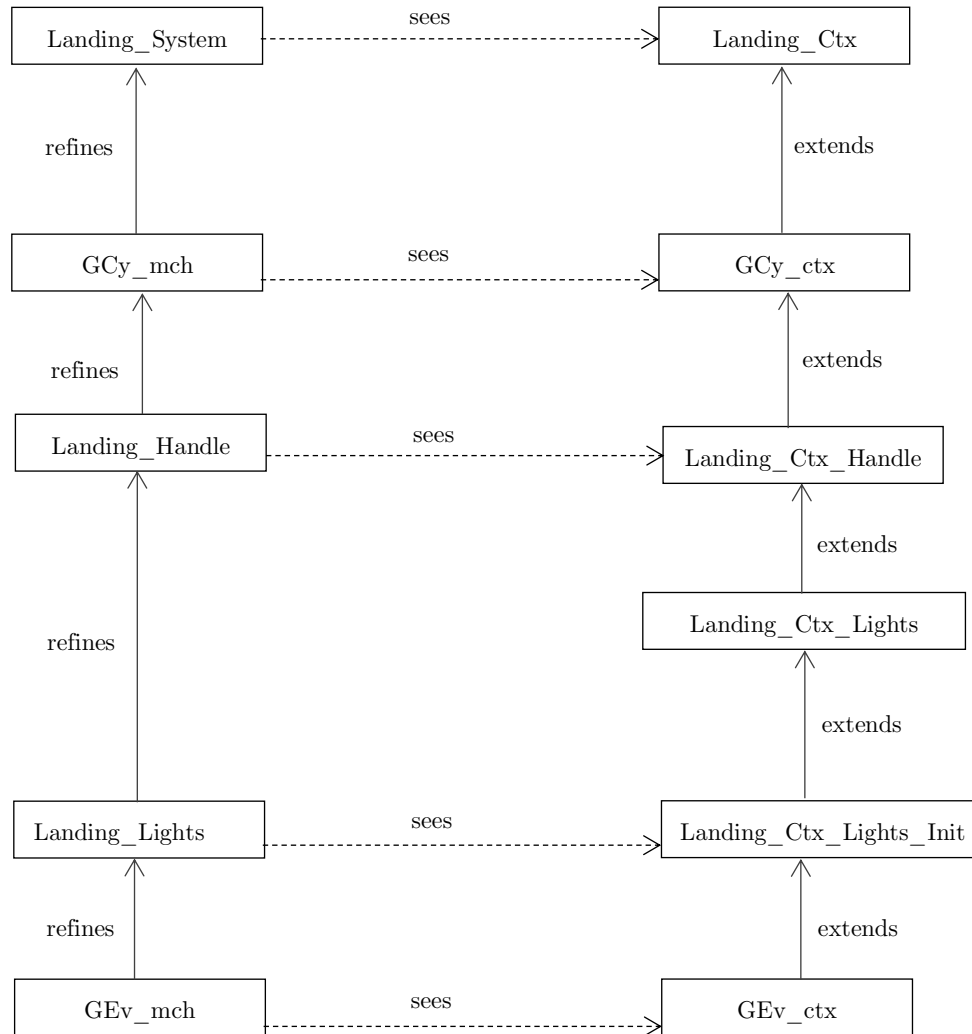 sees
Landing_System
Landing_Ctx
refines
extends
sees
GCy_mch
GCy_ctx
refines
extends
sees
Landing_Handle
Landing_Ctx_Handle
extends
Landing_Ctx_Lights
refines
extends
sees
Landing_Lights
Landing_Ctx_Lights_Init
refines
extends
GEv_mch
sees
GEv_ctx